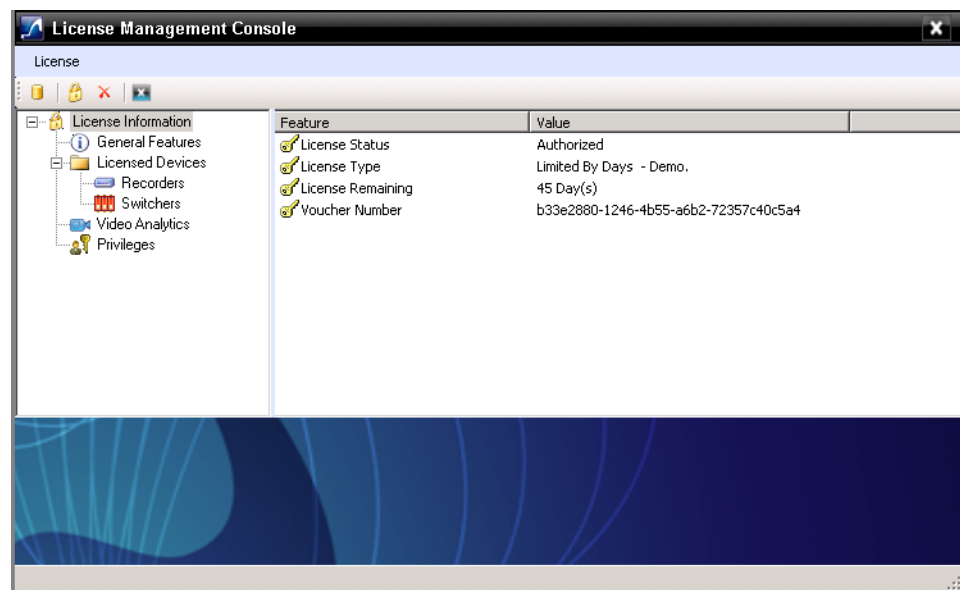 License Management Console
License
License Information
General Features
Licensed Devices
Recorders
Switchers
Video Analytics
Privileges
Feature Value
License Status Authorized
License Type Limited By Days - Demo.
License Remaining 45 Day(s)
Voucher Number b33e2880-1246-4b55-a6b2-72357c40c5a4